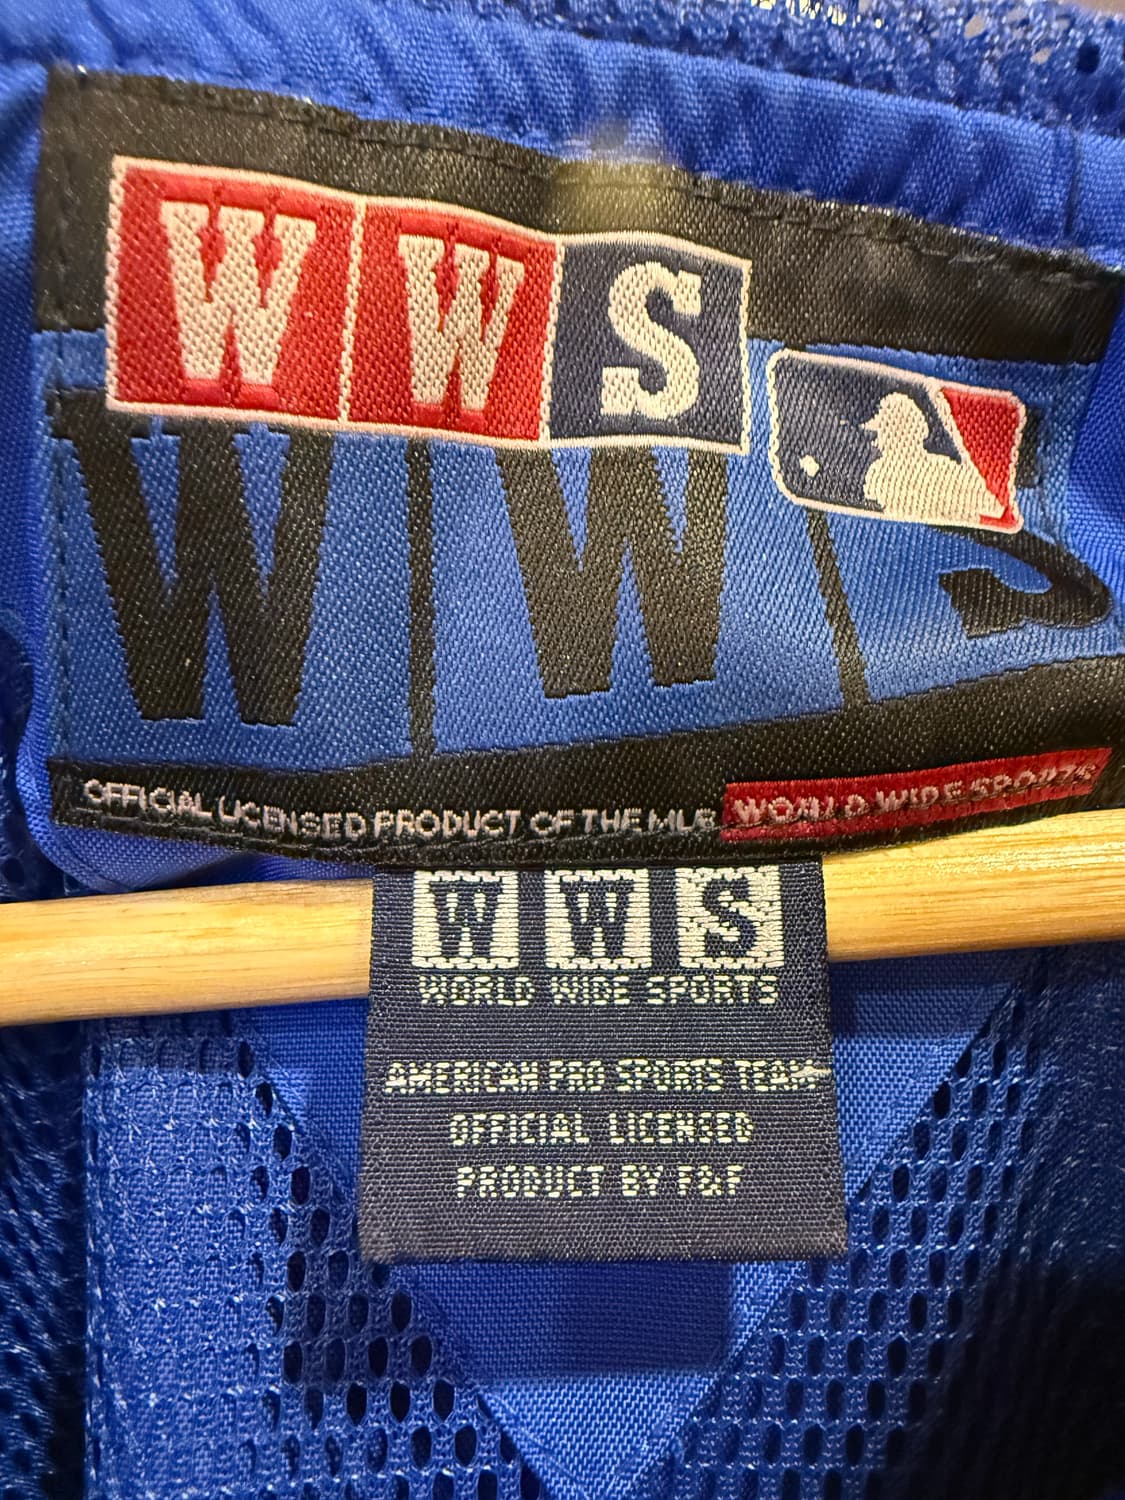 WWS
WW
OFFICIAL LICENSED PRODUCT OF THE MLB WORLD WIDE SPORTS
WWS
WORLD WIDE SPORTS
AMERICAN PRO SPORTS TEAM
OFFICIAL LICENSED
PRODUCT BY F&F